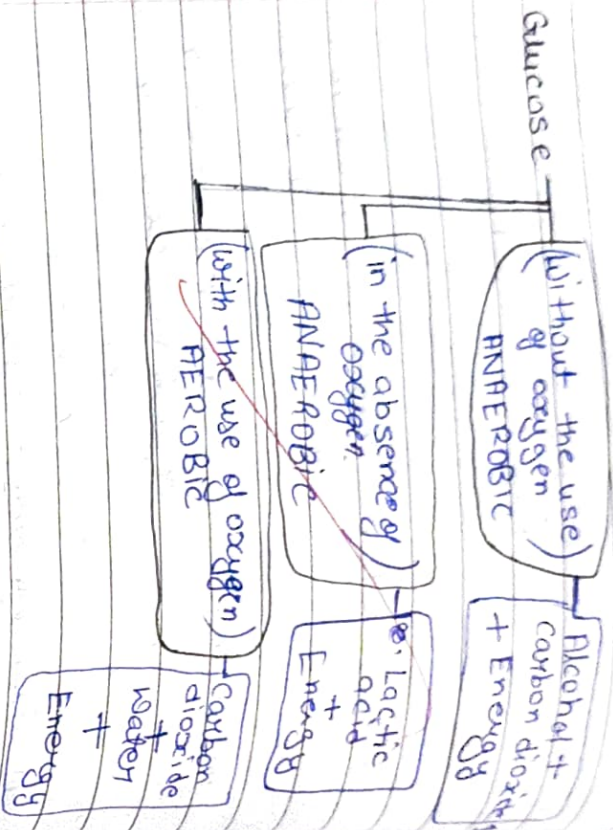 Glucose
(Without the use)
of oxygen
ANAEROBIC
Alcohol +
carbon dioxide
+ Energy
(in the absence of)
oxygen.
ANAEROBIC
Lactic
acid
+
Energy
(with the use of oxygen)
AEROBIC
Carbon
dioxide
+
Water
+
Energy